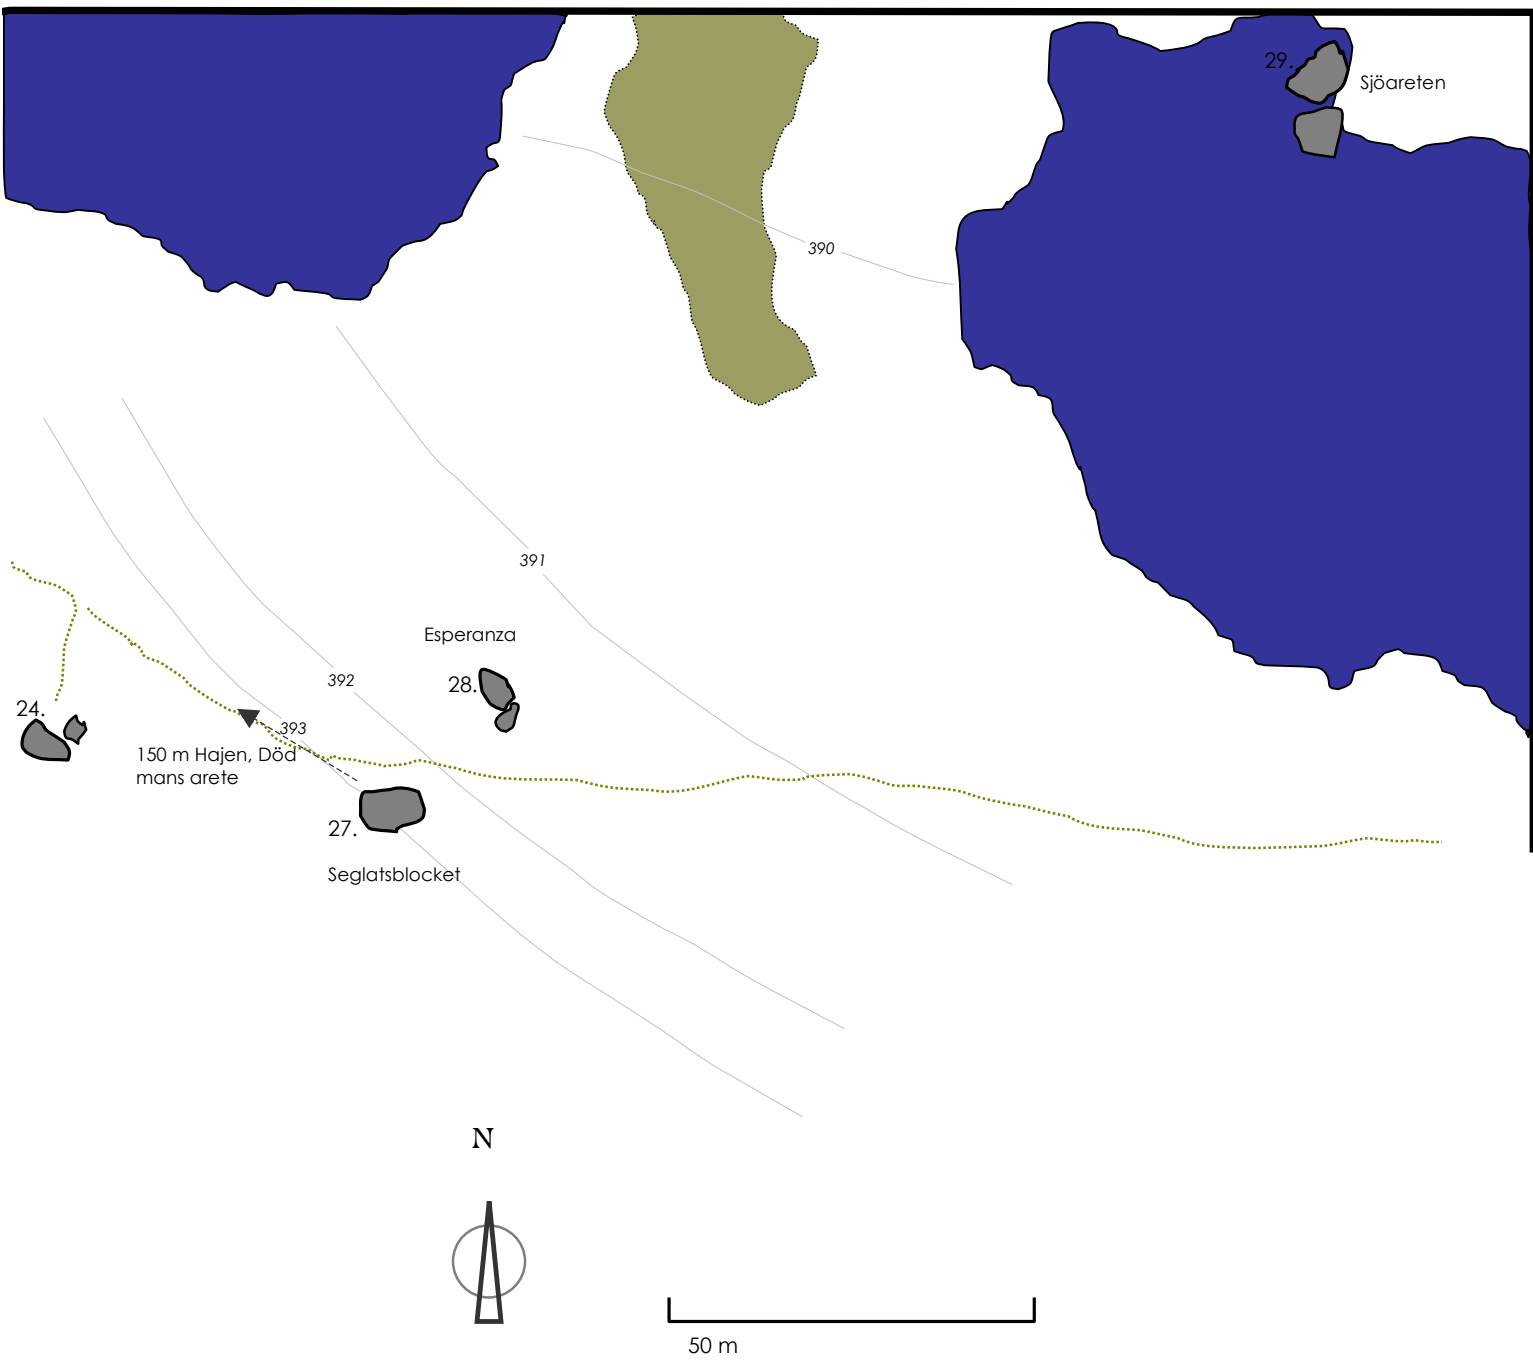 29.
Sjöareten
390
391
Esperanza
392
28.
24.
393
150 m Hajen, Död
mans arete
27.
Seglatsblocket
N
50 m